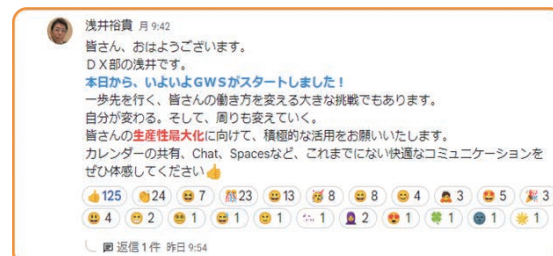 浅井裕貴 月 9:42
皆さん、おはようございます。
DX部の浅井です。
本日から、いよいよGWSがスタートしました！
一歩先を行く、皆さんの働き方を変える大きな挑戦でもあります。
自分が変わる。そして、周りも変えていく。
皆さんの生産性最大化に向けて、積極的な活用をお願いいたします。
カレンダーの共有、Chat、Spacesなど、これまでにない快適なコミュニケーションを
ぜひ体感してください👍
👍125 👏24 😆7 🎊23 😃13 🥳8 😄8 😊4 🙇3 🤩5 🎉3
😃4 😁2 1 😅1 🙂1 1 2 😍1 🍀1 1 🌟1
返信1件 昨日 9:54